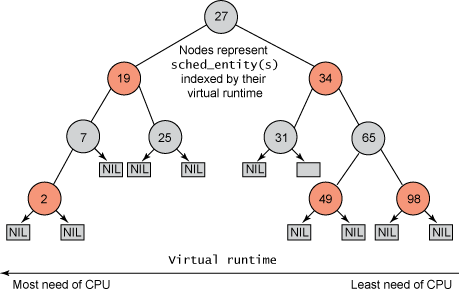 27
Nodes represent
sched_entity(s)
indexed by their
virtual runtime
19
34
7
25
31
65
NIL
NIL
NIL
NIL
2
49
98
NIL
NIL
NIL
NIL
NIL
NIL
Virtual runtime
Most need of CPU
Least need of CPU